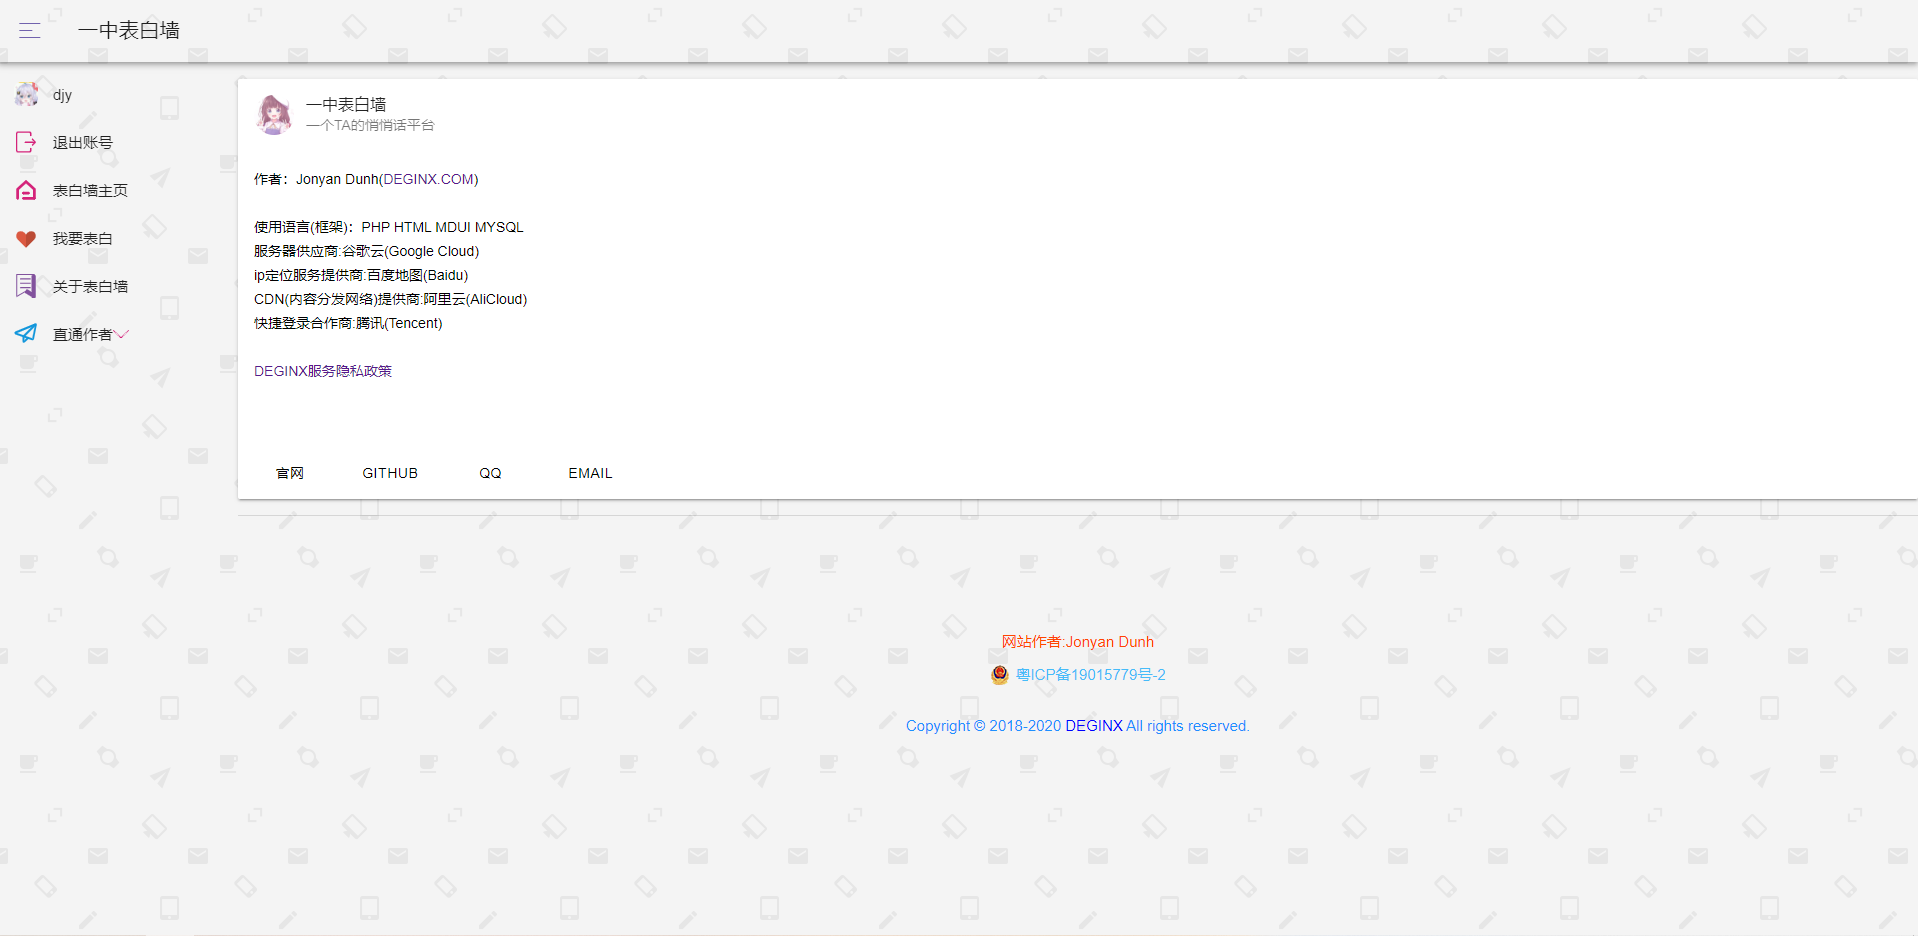 一中表白墙
djy
退出账号
表白墙主页
我要表白
关于表白墙
直通作者
一中表白墙
一个TA的悄悄话平台
作者：Jonyan Dunh(DEGINX.COM)
使用语言(框架)：PHP HTML MDUI MYSQL
服务器供应商:谷歌云(Google Cloud)
ip定位服务提供商:百度地图(Baidu)
CDN(内容分发网络)提供商:阿里云(AliCloud)
快捷登录合作商:腾讯(Tencent)
DEGINX服务隐私政策
官网 GITHUB QQ EMAIL
网站作者:Jonyan Dunh
粤ICP备19015779号-2
Copyright © 2018-2020 DEGINX All rights reserved.